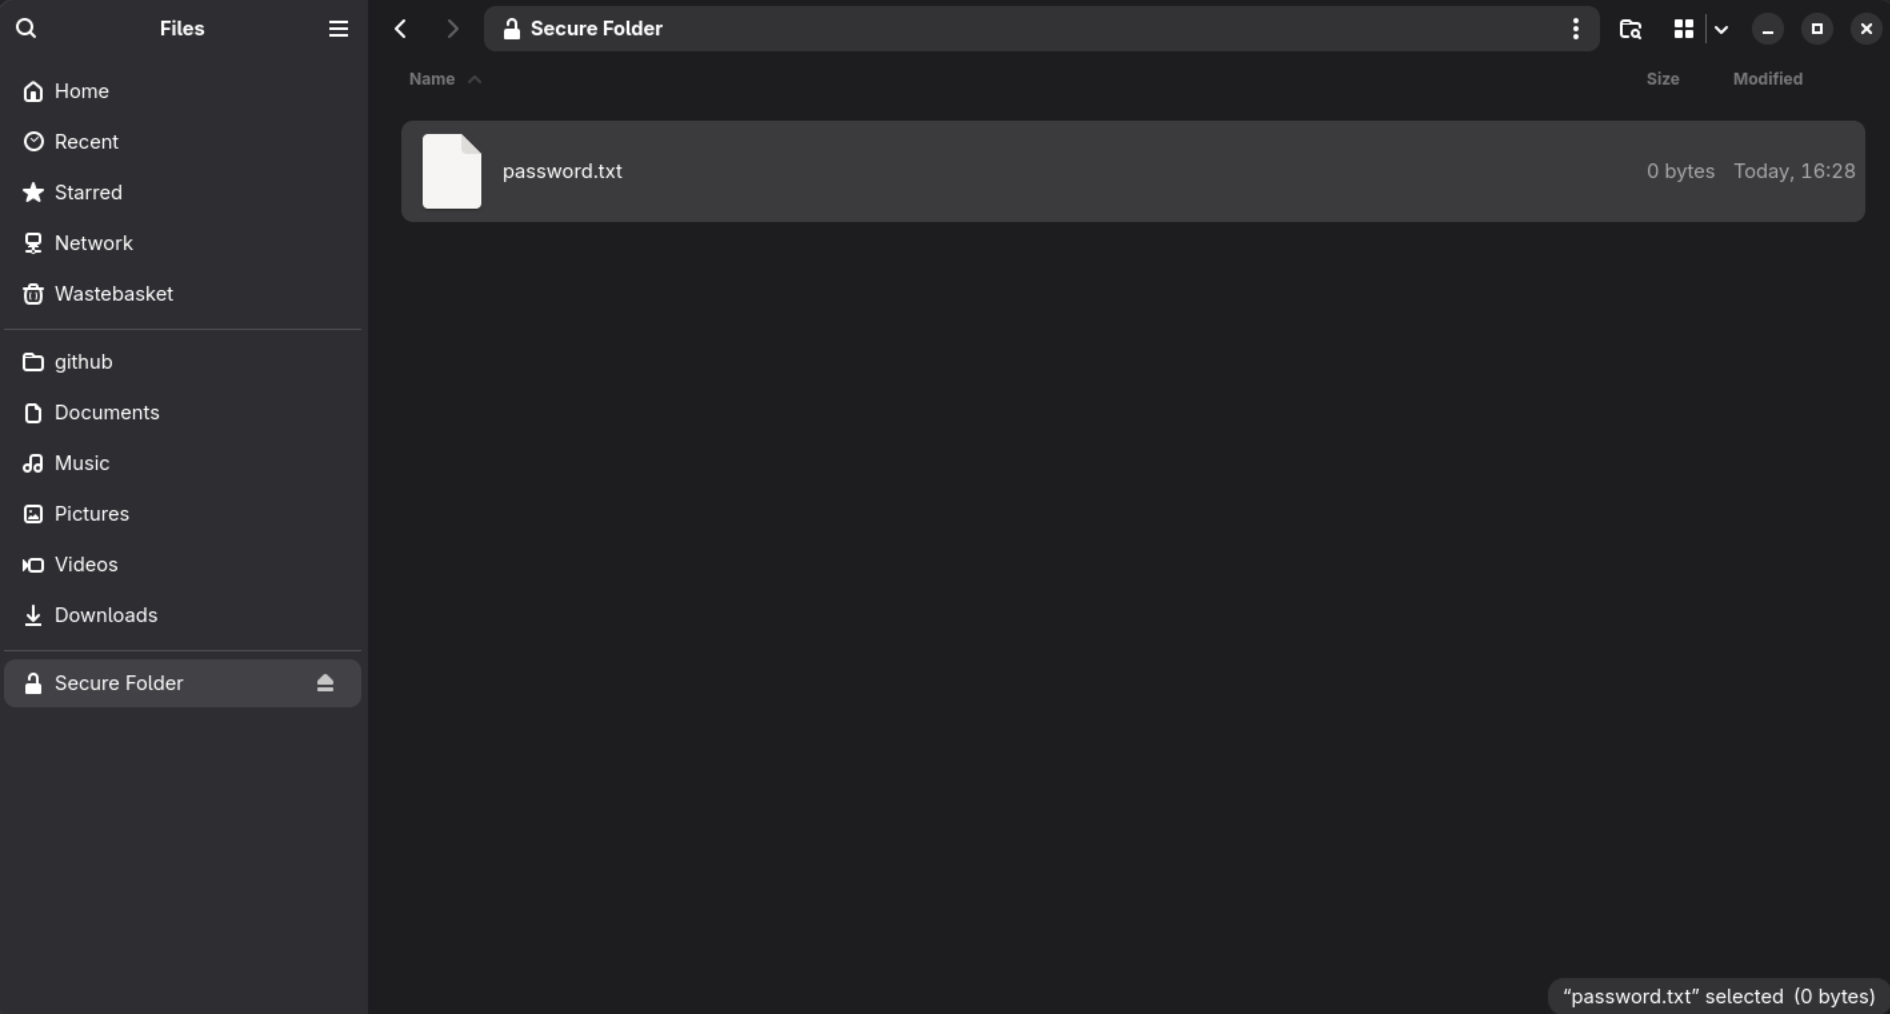 Files
Home
Recent
Starred
Network
Wastebasket
github
Documents
Music
Pictures
Videos
Downloads
Secure Folder
Secure Folder
Name Size Modified
password.txt 0 bytes Today, 16:28
“password.txt” selected (0 bytes)